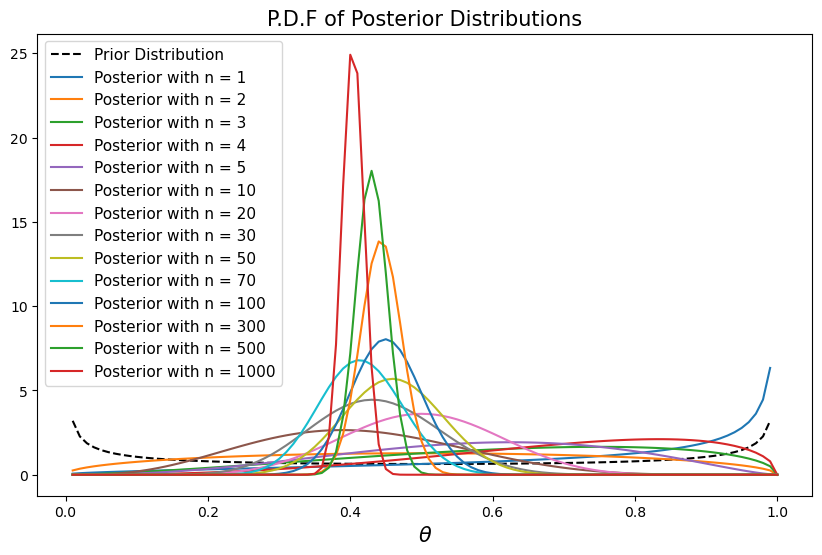 P.D.F of Posterior Distributions
25
20
15
10
5
0
Prior Distribution
Posterior with n = 1
Posterior with n = 2
Posterior with n = 3
Posterior with n = 4
Posterior with n = 5
Posterior with n = 10
Posterior with n = 20
Posterior with n = 30
Posterior with n = 50
Posterior with n = 70
Posterior with n = 100
Posterior with n = 300
Posterior with n = 500
Posterior with n = 1000
0.0 0.2 0.4 0.6 0.8 1.0
θ